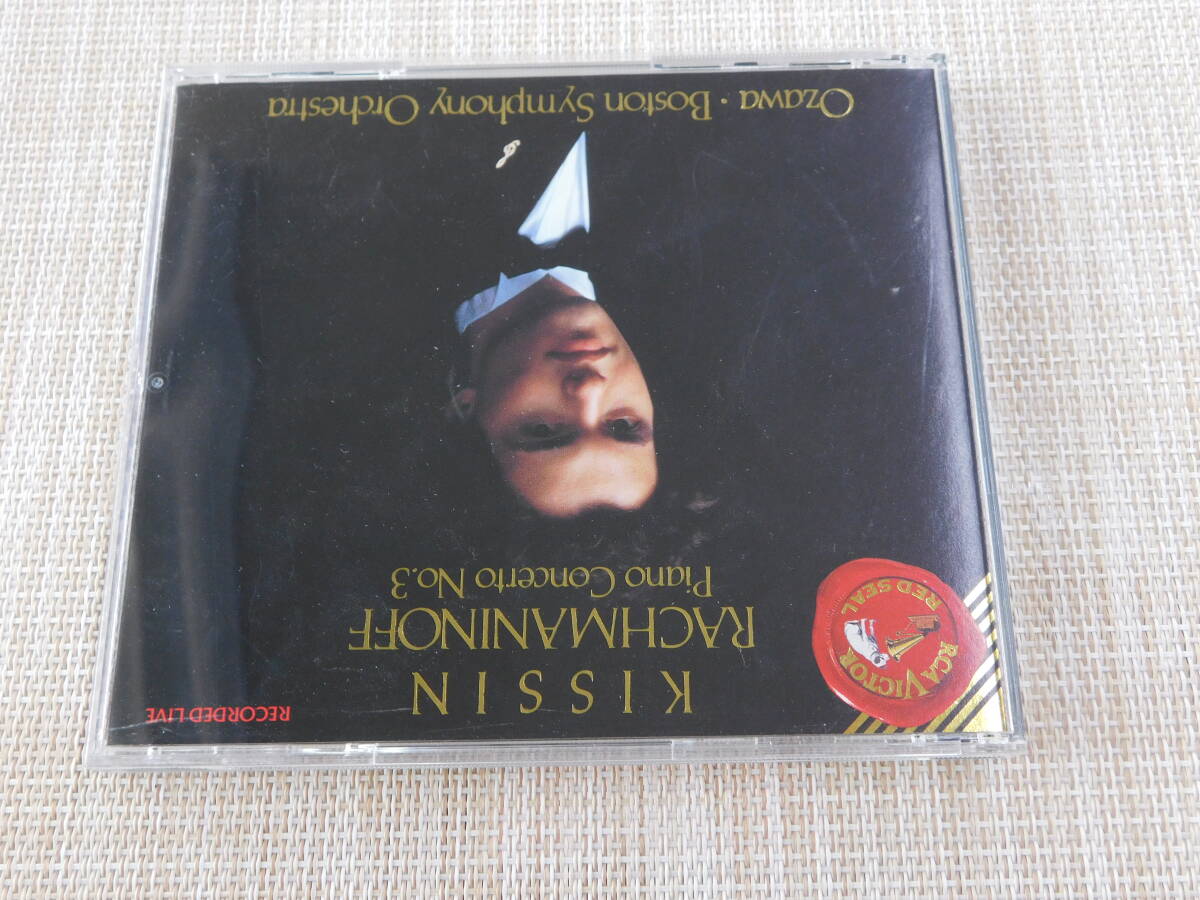 KISSIN
RACHMANINOFF
Piano Concerto No.3
RECORDED LIVE
RCA VICTOR
RED SEAL
Ozawa · Boston Symphony Orchestra